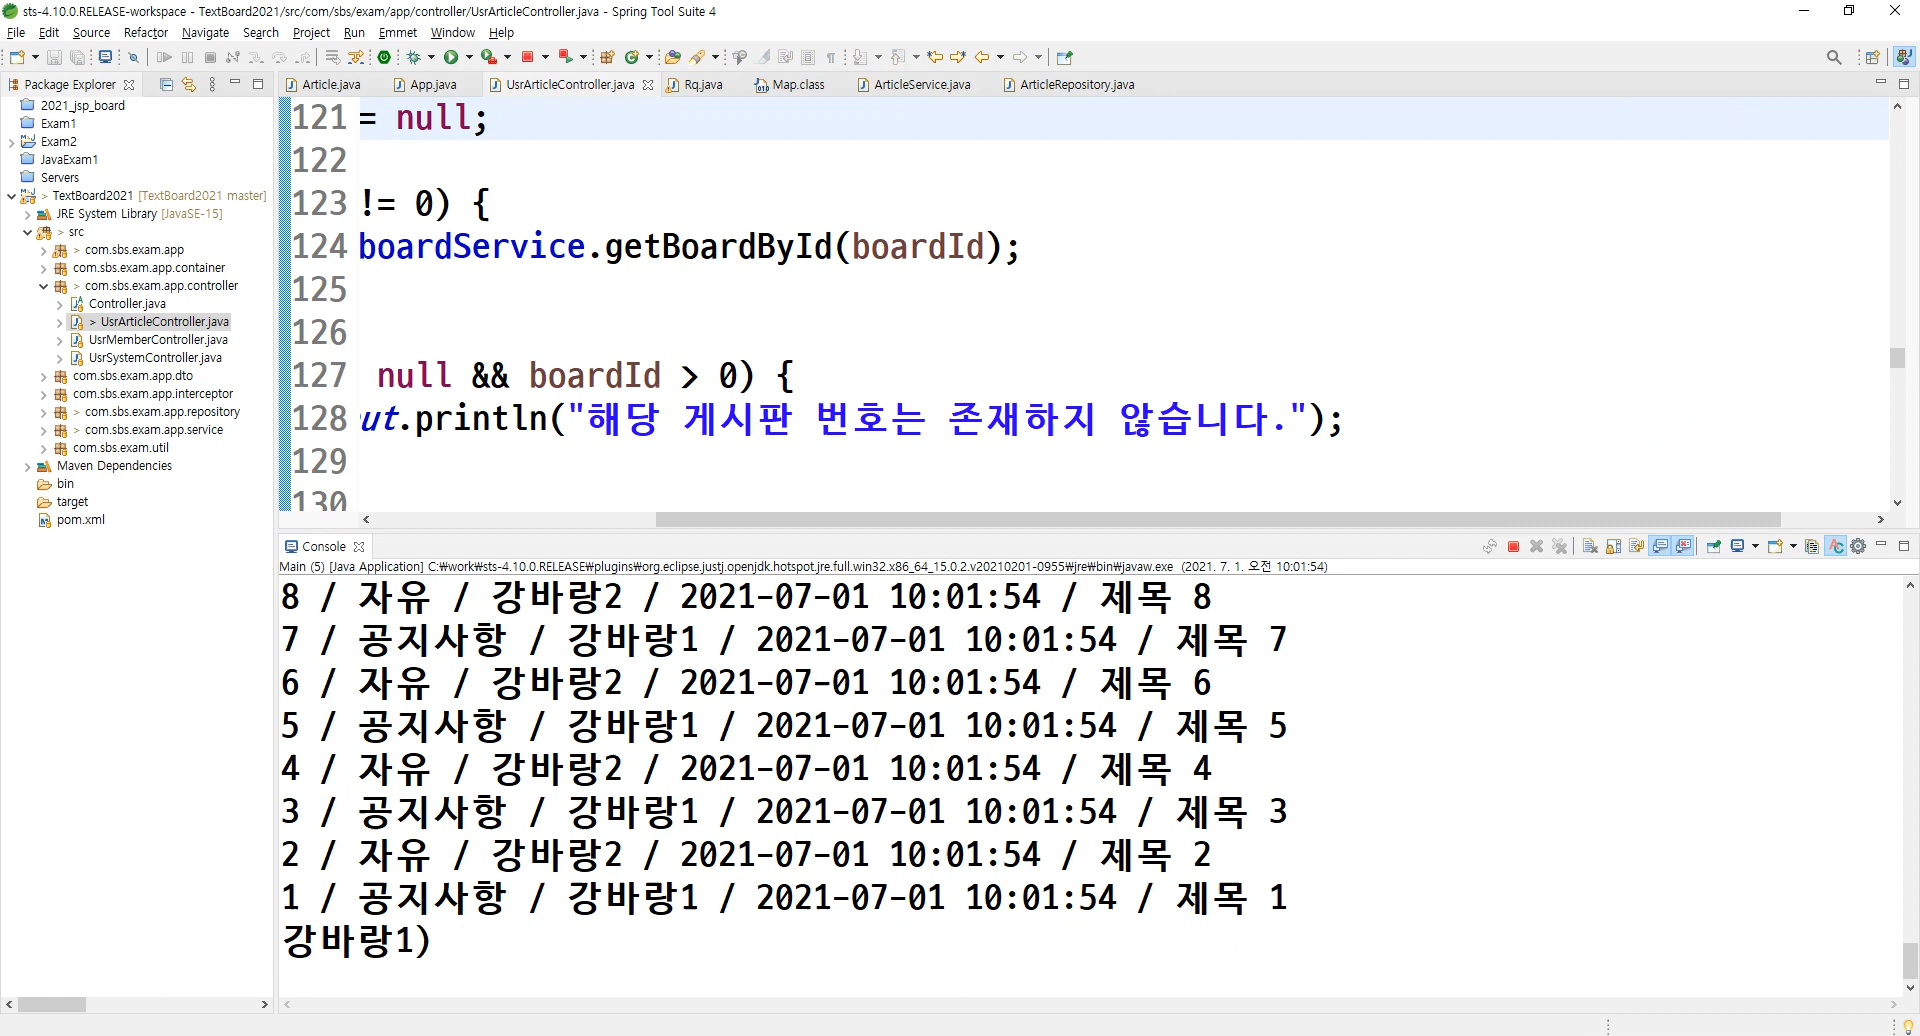 sts-4.10.0.RELEASE-workspace - TextBoard2021/src/com/sbs/exam/app/controller/UsrArticleController.java - Spring Tool Suite 4
File Edit Source Refactor Navigate Search Project Run Emmet Window Help
Package Explorer
Article.java App.java UsrArticleController.java Rq.java Map.class ArticleService.java ArticleRepository.java
2021_jsp_board
Exam1
Exam2
JavaExam1
Servers
> TextBoard2021 [TextBoard2021 master]
JRE System Library [JavaSE-15]
> src
> com.sbs.exam.app
com.sbs.exam.app.container
> com.sbs.exam.app.controller
Controller.java
> UsrArticleController.java
UsrMemberController.java
UsrSystemController.java
com.sbs.exam.app.dto
com.sbs.exam.app.interceptor
> com.sbs.exam.app.repository
> com.sbs.exam.app.service
com.sbs.exam.util
Maven Dependencies
bin
target
pom.xml
121 = null;
122
123 != 0) {
124 boardService.getBoardById(boardId);
125
126
127 null && boardId > 0) {
128 ut.println("해당 게시판 번호는 존재하지 않습니다.");
129
130
Console
Main (5) [Java Application] C:₩work₩sts-4.10.0.RELEASE₩plugins₩org.eclipse.justj.openjdk.hotspot.jre.full.win32.x86_64_15.0.2.v20210201-0955₩jre₩bin₩javaw.exe (2021. 7. 1. 오전 10:01:54)
8 / 자유 / 강바랑2 / 2021-07-01 10:01:54 / 제목 8
7 / 공지사항 / 강바랑1 / 2021-07-01 10:01:54 / 제목 7
6 / 자유 / 강바랑2 / 2021-07-01 10:01:54 / 제목 6
5 / 공지사항 / 강바랑1 / 2021-07-01 10:01:54 / 제목 5
4 / 자유 / 강바랑2 / 2021-07-01 10:01:54 / 제목 4
3 / 공지사항 / 강바랑1 / 2021-07-01 10:01:54 / 제목 3
2 / 자유 / 강바랑2 / 2021-07-01 10:01:54 / 제목 2
1 / 공지사항 / 강바랑1 / 2021-07-01 10:01:54 / 제목 1
강바랑1)